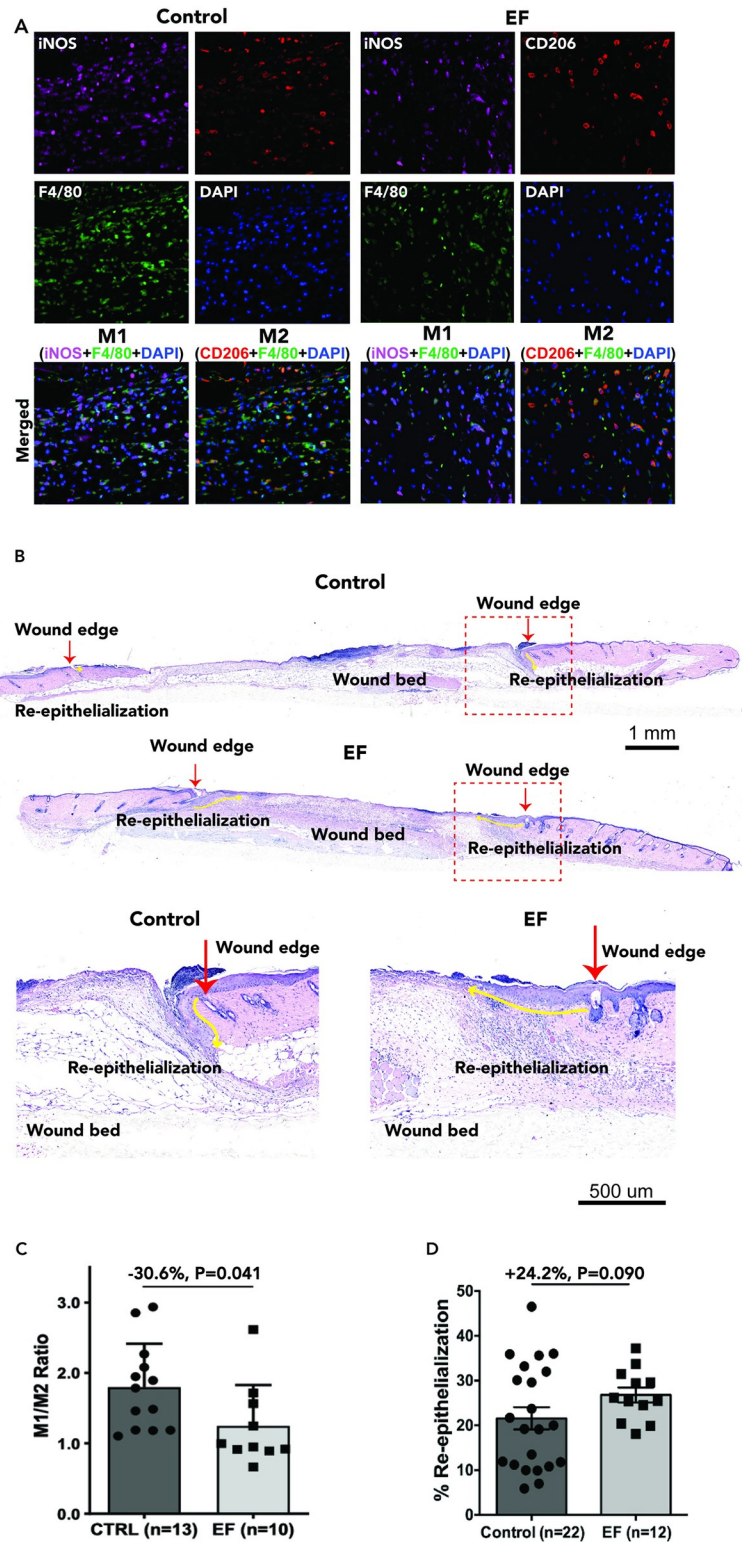 A
Control
EF
iNOS
iNOS
CD206
F4/80
DAPI
F4/80
DAPI
M1
M2
M1
M2
(iNOS+F4/80+DAPI)
(CD206+F4/80+DAPI)
(iNOS+F4/80+DAPI)
(CD206+F4/80+DAPI)
Merged
B
Control
Wound edge
Wound edge
Wound bed
Re-epithelialization
Re-epithelialization
1 mm
EF
Wound edge
Wound edge
Re-epithelialization
Wound bed
Re-epithelialization
Control
EF
Wound edge
Wound edge
Re-epithelialization
Re-epithelialization
Wound bed
Wound bed
500 um
C
-30.6%, P=0.041
M1/M2 Ratio
3.0
2.0
1.0
0.0
CTRL (n=13)
EF (n=10)
D
+24.2%, P=0.090
% Re-epithelialization
50
40
30
20
10
0
Control (n=22)
EF (n=12)